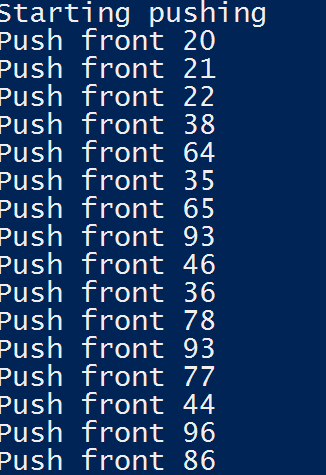 Starting pushing
Push front 20
Push front 21
Push front 22
Push front 38
Push front 64
Push front 35
Push front 65
Push front 93
Push front 46
Push front 36
Push front 78
Push front 93
Push front 77
Push front 44
Push front 96
Push front 86